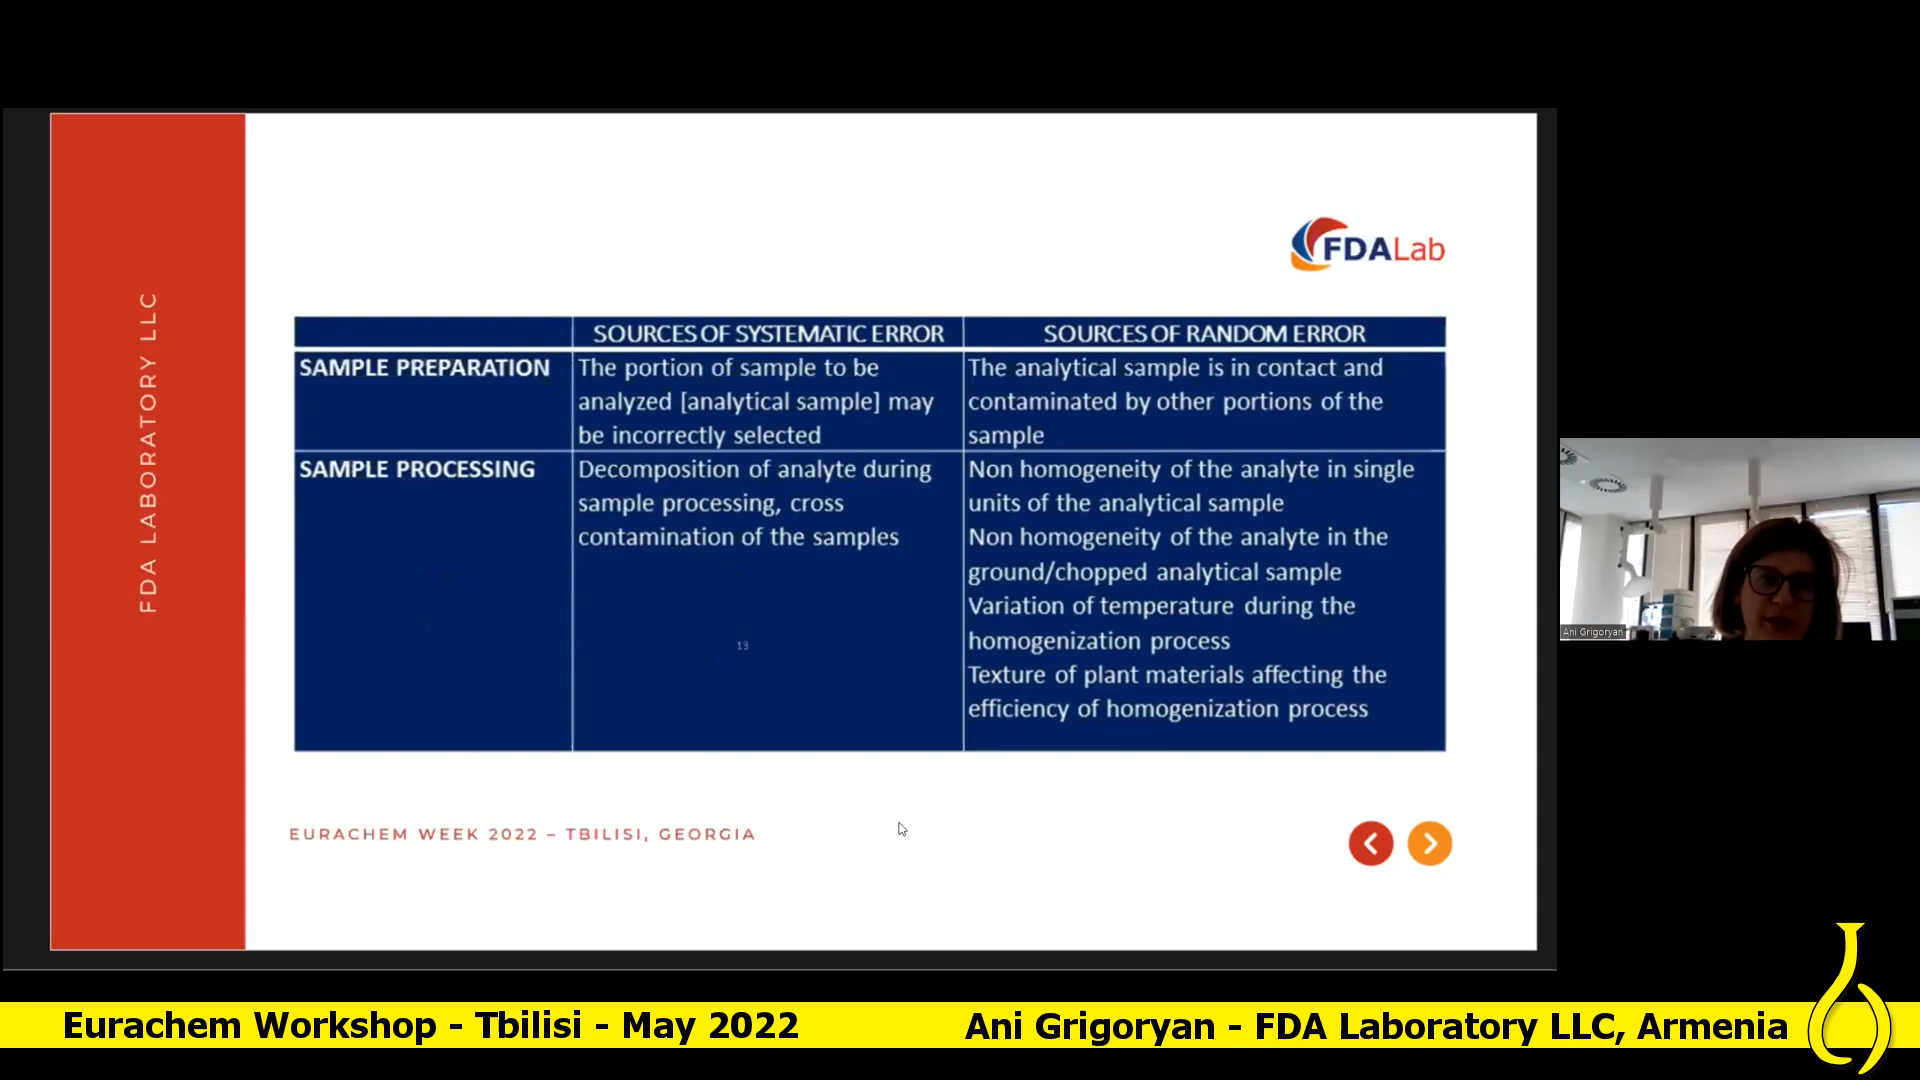 FDA LABORATORY LLC
FDALab
SOURCES OF SYSTEMATIC ERROR
SOURCES OF RANDOM ERROR
SAMPLE PREPARATION
The portion of sample to be
analyzed [analytical sample] may
be incorrectly selected
The analytical sample is in contact and
contaminated by other portions of the
sample
SAMPLE PROCESSING
Decomposition of analyte during
sample processing, cross
contamination of the samples
Non homogeneity of the analyte in single
units of the analytical sample
Non homogeneity of the analyte in the
ground/chopped analytical sample
Variation of temperature during the
homogenization process
Texture of plant materials affecting the
efficiency of homogenization process
13
EURACHEM WEEK 2022 – TBILISI, GEORGIA
Ani Grigoryan
Eurachem Workshop - Tbilisi - May 2022
Ani Grigoryan - FDA Laboratory LLC, Armenia